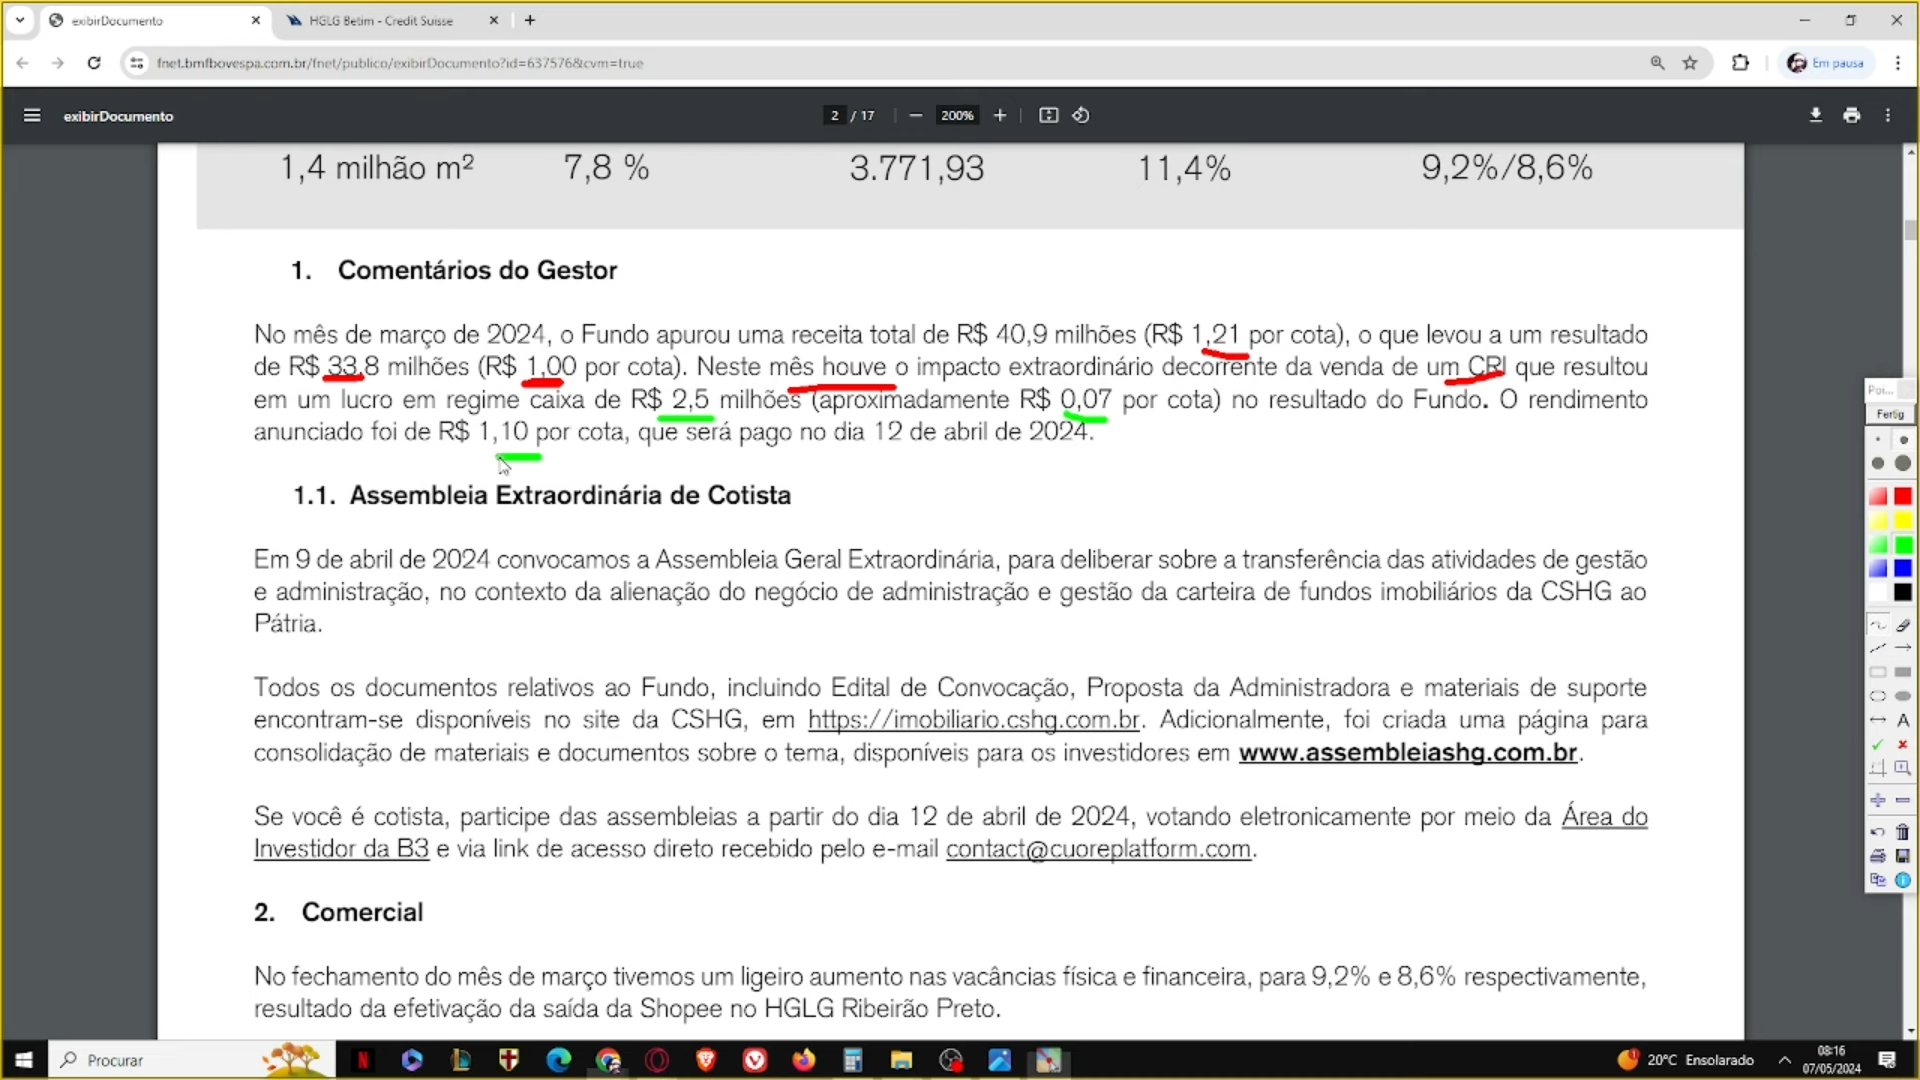 exibirDocumento
HGLG Betim - Credit Suisse
fnet.bmfbovespa.com.br/fnet/publico/exibirDocumento?id=637576&cvm=true
Em pausa
exibirDocumento
2 / 17
200%
1,4 milhão m²
7,8 %
3.771,93
11,4%
9,2%/8,6%
1. Comentários do Gestor
No mês de março de 2024, o Fundo apurou uma receita total de R$ 40,9 milhões (R$ 1,21 por cota), o que levou a um resultado
de R$ 33,8 milhões (R$ 1,00 por cota). Neste mês houve o impacto extraordinário decorrente da venda de um CRI que resultou
em um lucro em regime caixa de R$ 2,5 milhões (aproximadamente R$ 0,07 por cota) no resultado do Fundo. O rendimento
anunciado foi de R$ 1,10 por cota, que será pago no dia 12 de abril de 2024.
1.1. Assembleia Extraordinária de Cotista
Em 9 de abril de 2024 convocamos a Assembleia Geral Extraordinária, para deliberar sobre a transferência das atividades de gestão
e administração, no contexto da alienação do negócio de administração e gestão da carteira de fundos imobiliários da CSHG ao
Pátria.
Todos os documentos relativos ao Fundo, incluindo Edital de Convocação, Proposta da Administradora e materiais de suporte
encontram-se disponíveis no site da CSHG, em https://imobiliario.cshg.com.br. Adicionalmente, foi criada uma página para
consolidação de materiais e documentos sobre o tema, disponíveis para os investidores em www.assembleiashg.com.br.
Se você é cotista, participe das assembleias a partir do dia 12 de abril de 2024, votando eletronicamente por meio da Área do
Investidor da B3 e via link de acesso direto recebido pelo e-mail contact@cuoreplatform.com.
2. Comercial
No fechamento do mês de março tivemos um ligeiro aumento nas vacâncias física e financeira, para 9,2% e 8,6% respectivamente,
resultado da efetivação da saída da Shopee no HGLG Ribeirão Preto.
Poi...
Fertig
A
Procurar
20°C Ensolarado
08:16
07/05/2024